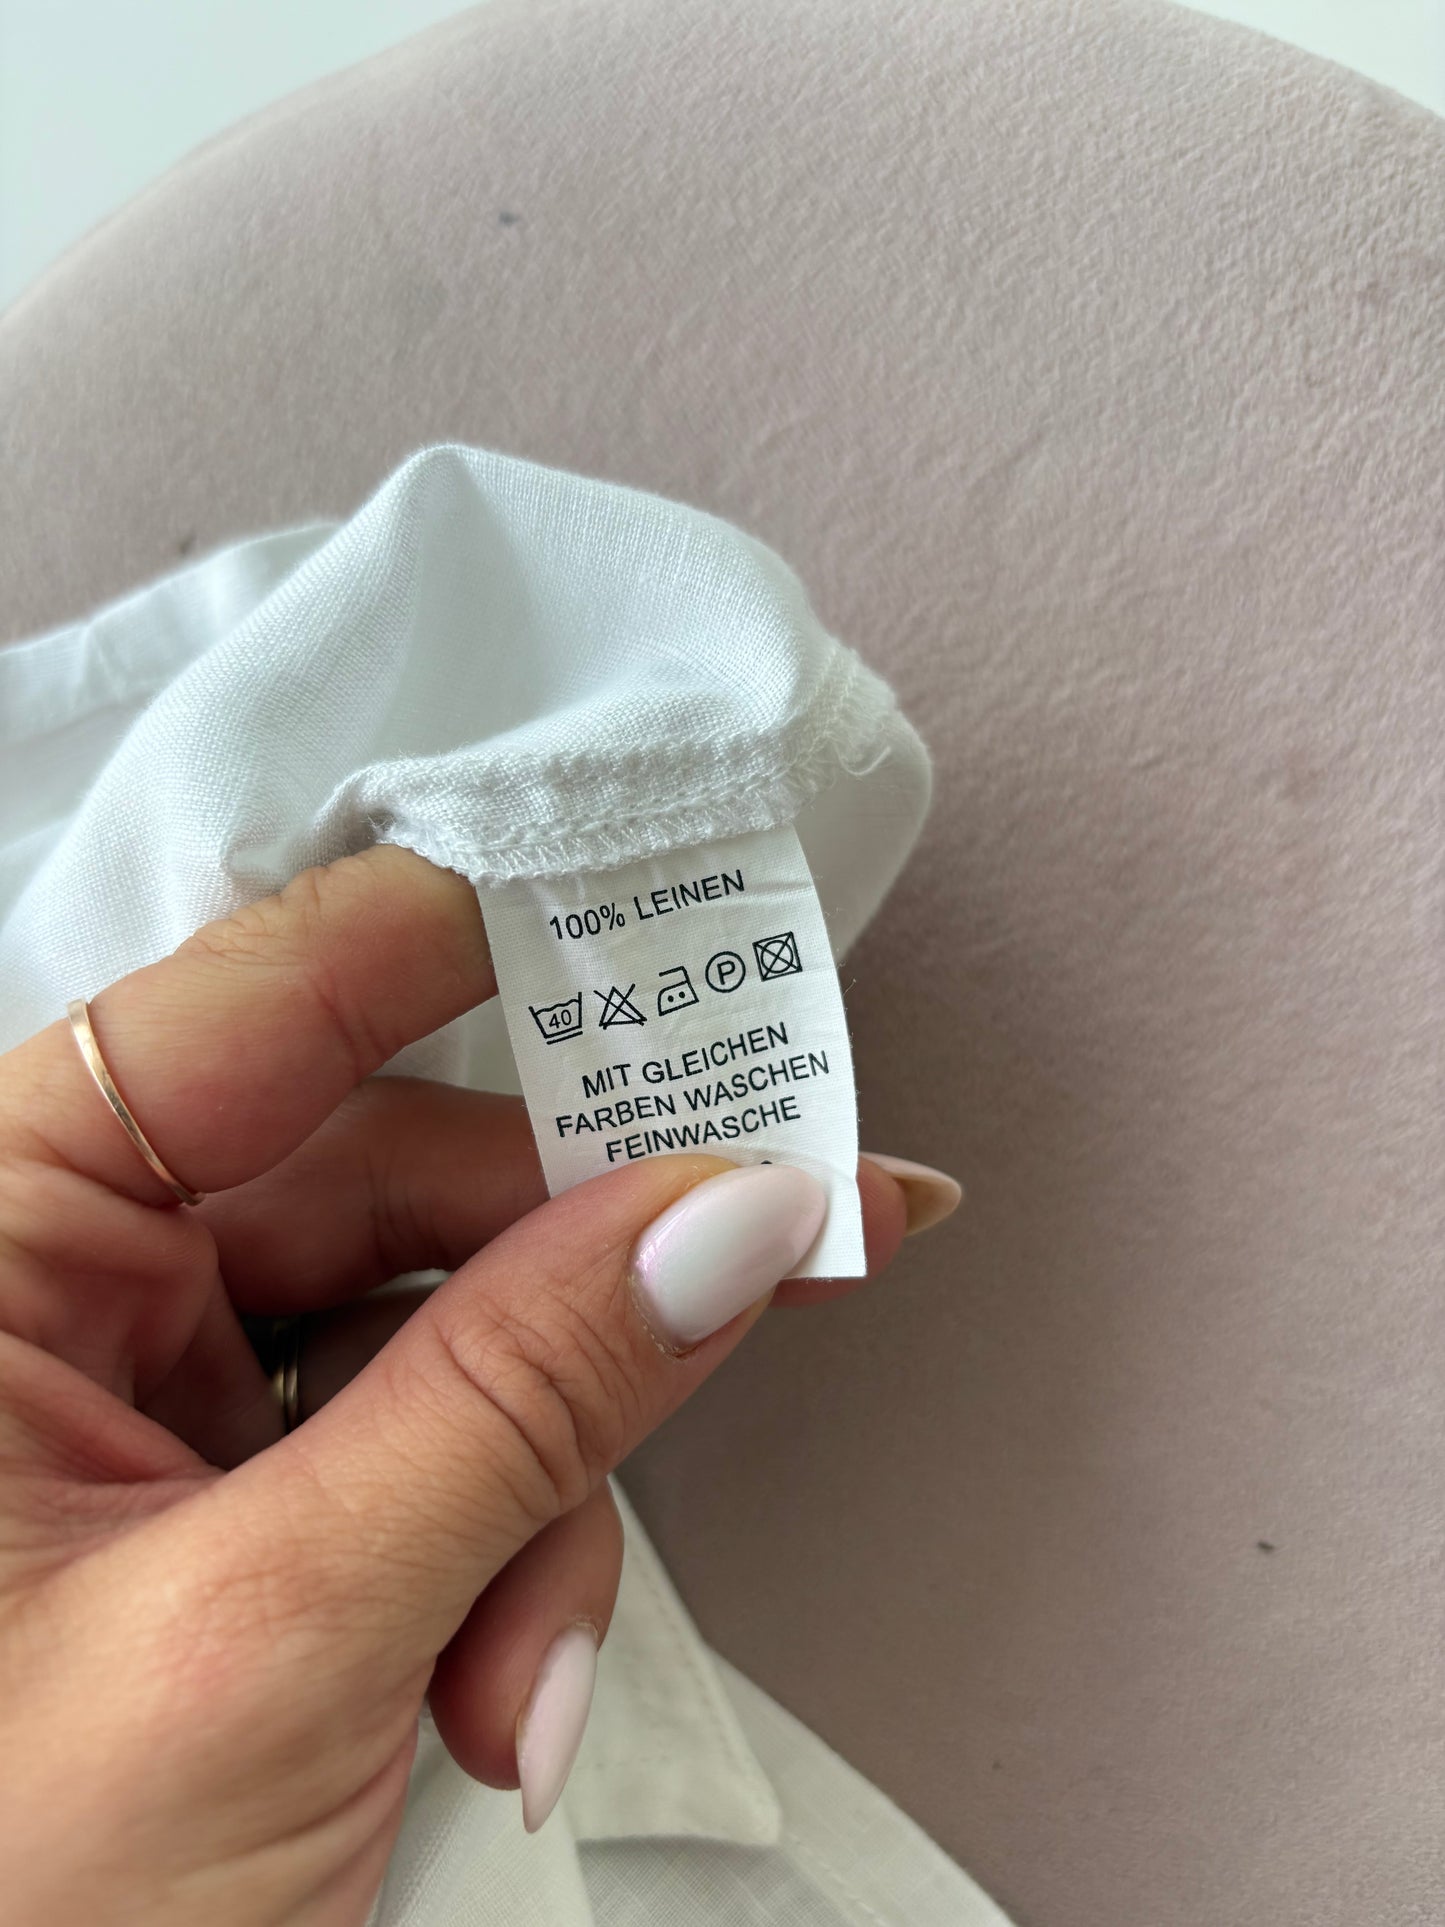 100% LEINEN
40 P
MIT GLEICHEN
FARBEN WASCHEN
FEINWASCHE